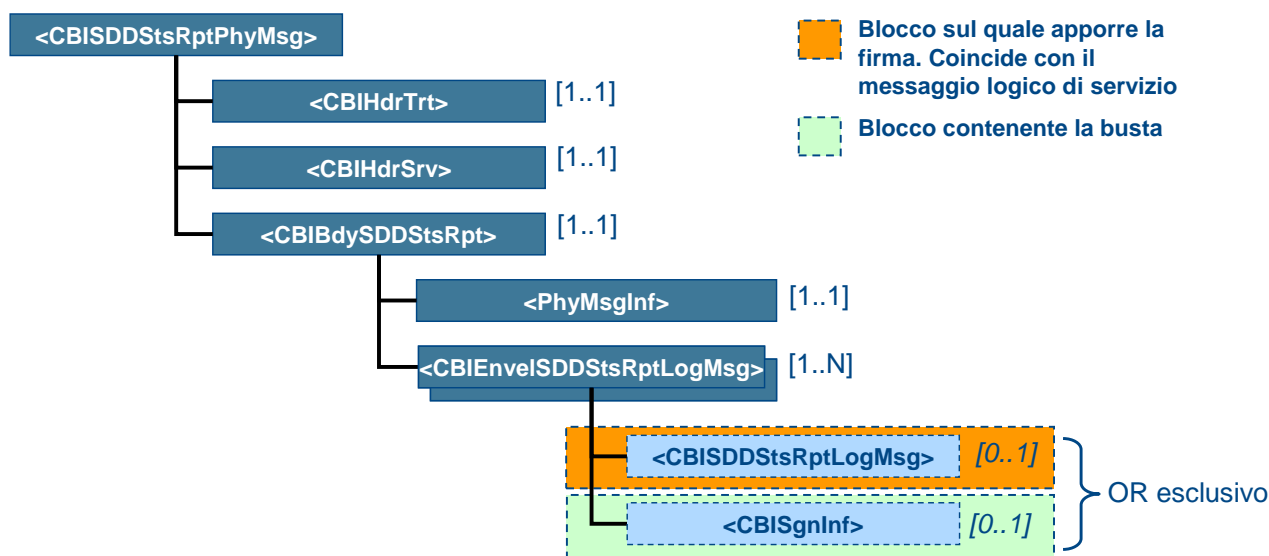 <CBISDDStsRptPhyMsg>
<CBIHdrTrt> [1..1]
<CBIHdrSrv> [1..1]
<CBIBdySDDStsRpt> [1..1]
<PhyMsgInf> [1..1]
<CBIEnvelSDDStsRptLogMsg> [1..N]
<CBISDDStsRptLogMsg> [0..1]
<CBISgnInf> [0..1]
OR esclusivo
Blocco sul quale apporre la
firma. Coincide con il
messaggio logico di servizio
Blocco contenente la busta